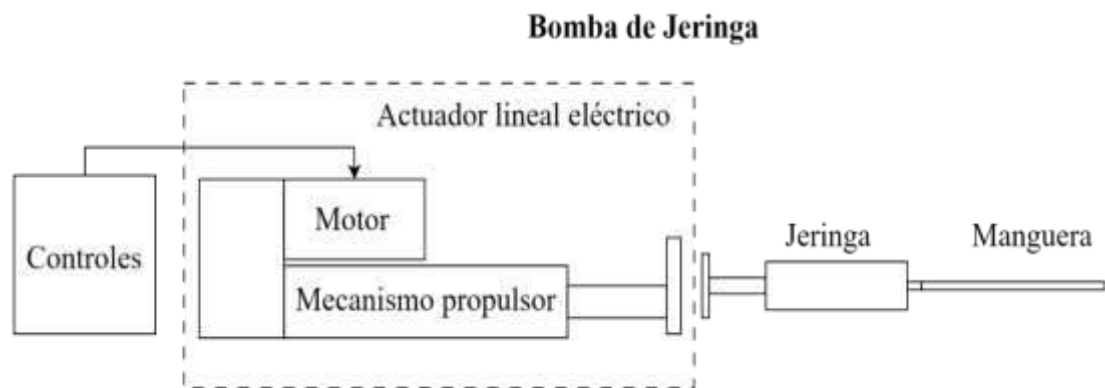 Bomba de Jeringa
Actuador lineal eléctrico
Controles
Motor
Mecanismo propulsor
Jeringa
Manguera